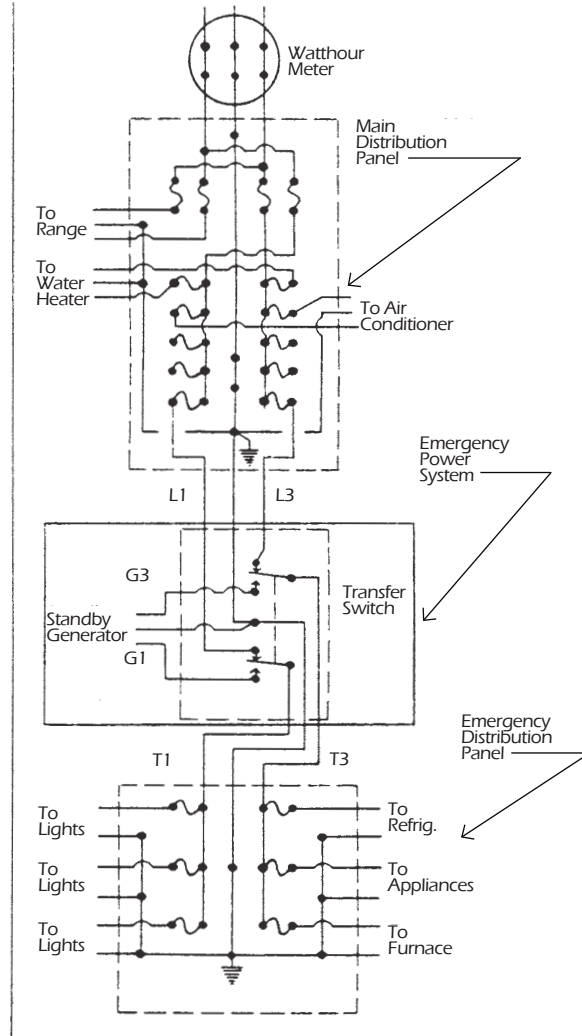 Watthour
Meter
Main
Distribution
Panel
To
Range
To
Water
Heater
To Air
Conditioner
Emergency
Power
System
L1
L3
G3
Transfer
Switch
Standby
Generator
G1
Emergency
Distribution
Panel
T1
T3
To
Lights
To
Refrig.
To
Lights
To
Appliances
To
Lights
To
Furnace